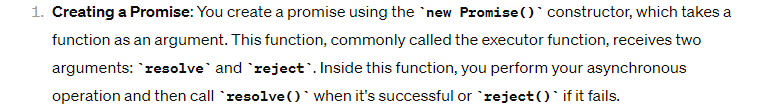 1. Creating a Promise: You create a promise using the `new Promise()` constructor, which takes a
function as an argument. This function, commonly called the executor function, receives two
arguments: `resolve` and `reject`. Inside this function, you perform your asynchronous
operation and then call `resolve()` when it's successful or `reject()` if it fails.